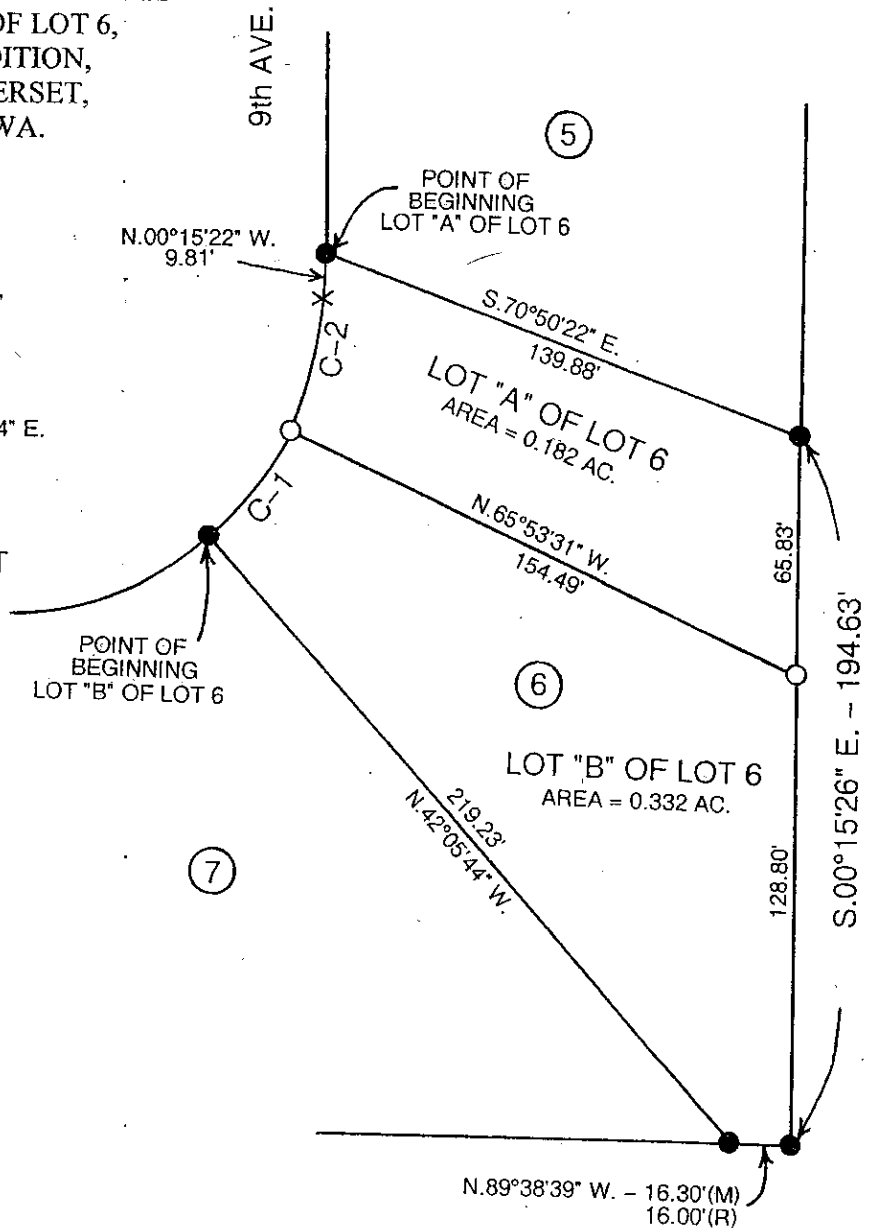 OF LOT 6,
DITION,
ERSET,
WA.
9th AVE.
5
POINT OF
BEGINNING
LOT "A" OF LOT 6
N.00°15'22" W.
9.81'
C-2
S.70°50'22" E.
139.88'
LOT "A" OF LOT 6
AREA = 0.182 AC.
4" E.
C-1
N.65°53'31" W.
154.49'
65.83'
T
POINT OF
BEGINNING
LOT "B" OF LOT 6
6
S.00°15'26" E. - 194.63'
LOT "B" OF LOT 6
AREA = 0.332 AC.
219.23'
N.42°05'44" W.
7
128.80'
N.89°38'39" W. - 16.30'(M)
16.00'(R)